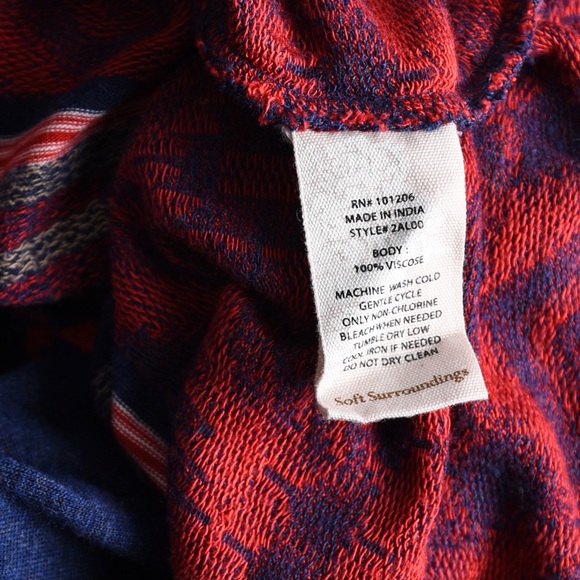 RN# 101206
MADE IN INDIA
STYLE# 2AL00
BODY :
100% VISCOSE
MACHINE WASH COLD
GENTLE CYCLE
ONLY NON-CHLORINE
BLEACH WHEN NEEDED
TUMBLE DRY LOW
COOL IRON IF NEEDED
DO NOT DRY CLEAN
Soft Surroundings